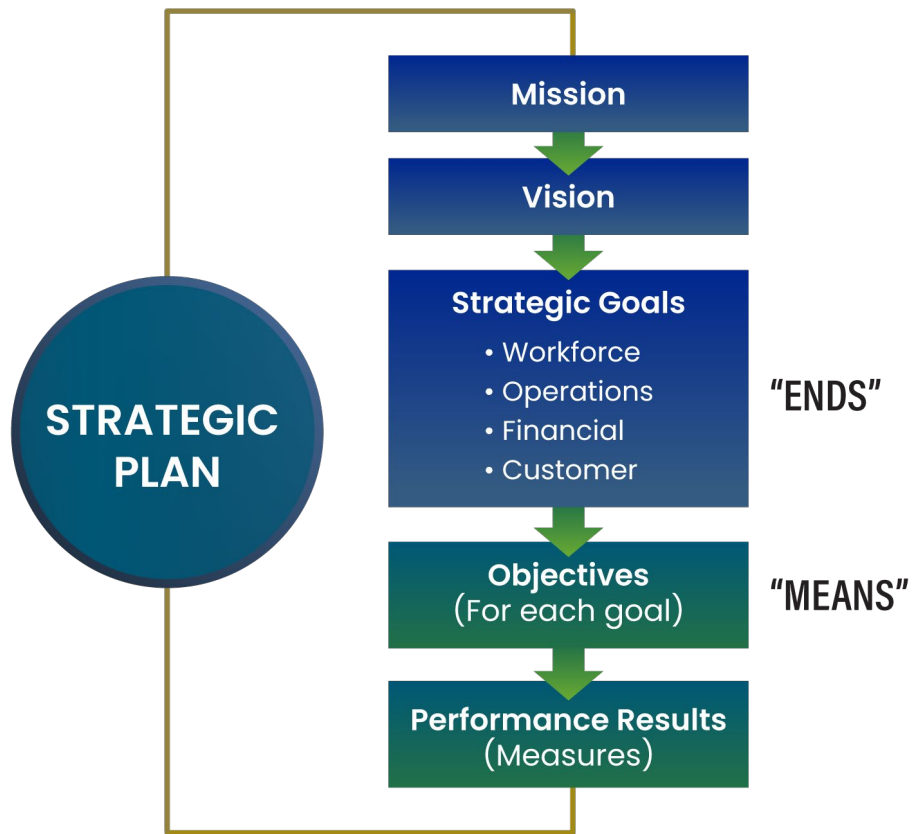 STRATEGIC
PLAN
Mission
Vision
Strategic Goals
• Workforce
• Operations
• Financial
• Customer
“ENDS”
Objectives
(For each goal)
“MEANS”
Performance Results
(Measures)